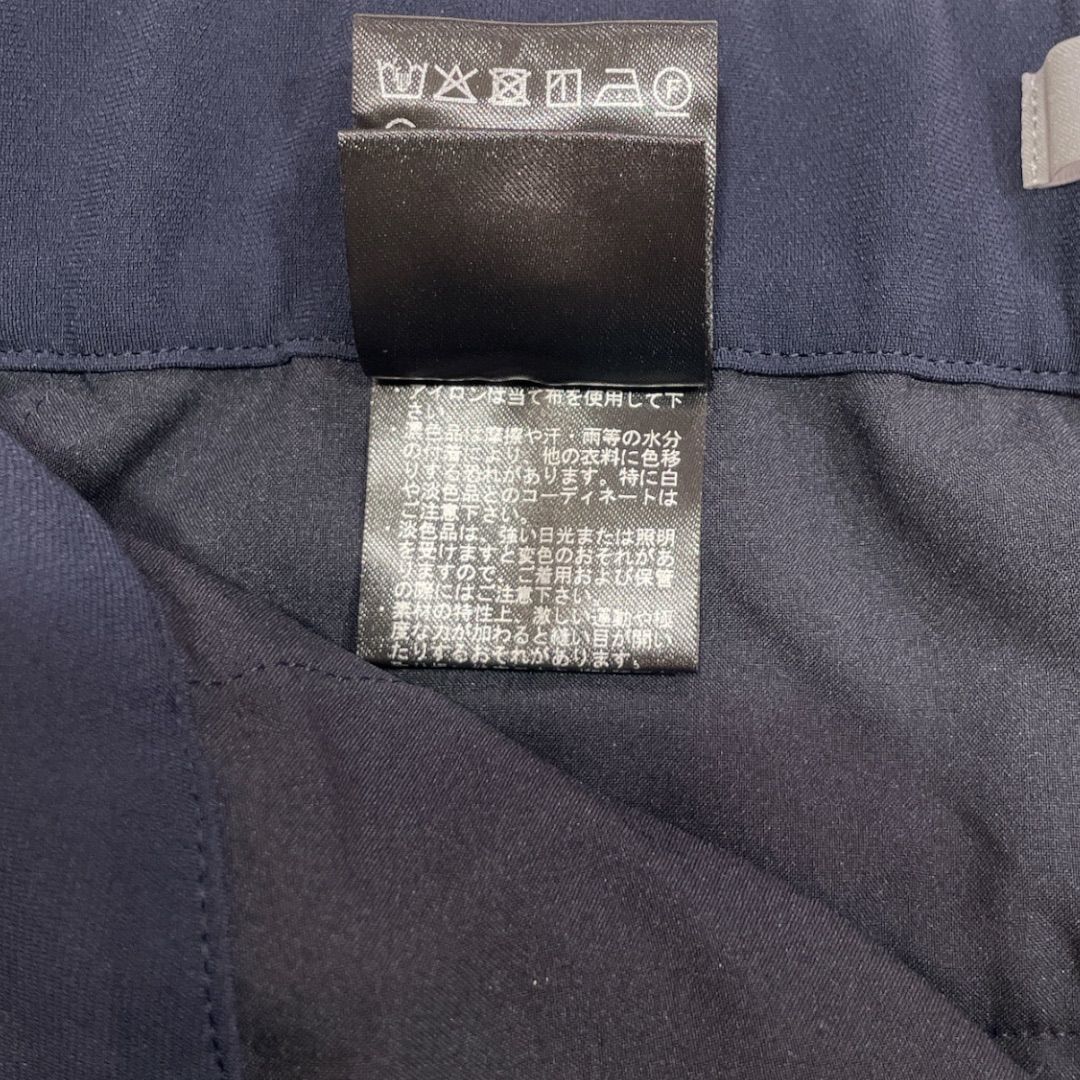 F
アイロンは当て布を使用して下
さい。
濃色品は摩擦や汗・雨等の水分
の付着により、他の衣料に色移
りする恐れがあります。特に白
や淡色品とのコーディネートは
ご注意下さい。
淡色品は、強い日光または照明
を受けますと変色のおそれがあ
りますので、ご着用および保管
の際にはご注意下さい。
素材の特性上、激しい運動や極
度な力が加わると縫い目が開い
たりするおそれがあります。